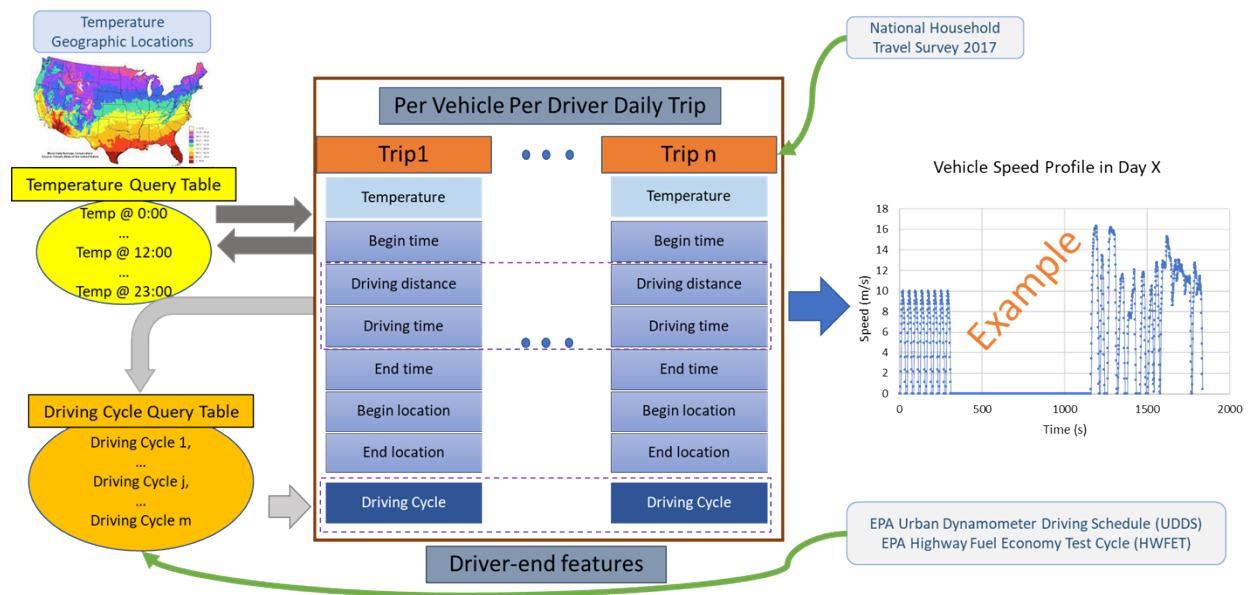 Temperature
Geographic Locations
National Household
Travel Survey 2017
Per Vehicle Per Driver Daily Trip
Trip1
Trip n
Temperature Query Table
Temp @ 0:00
...
Temp @ 12:00
...
Temp @ 23:00
Temperature
Begin time
Driving distance
Driving time
End time
Begin location
End location
Driving Cycle
Temperature
Begin time
Driving distance
Driving time
End time
Begin location
End location
Driving Cycle
Driving Cycle Query Table
Driving Cycle 1,
...
Driving Cycle j,
...
Driving Cycle m
Driver-end features
Vehicle Speed Profile in Day X
Speed (m/s)
18
16
14
12
10
8
6
4
2
0
Example
0
500
1000
1500
2000
Time (s)
EPA Urban Dynamometer Driving Schedule (UDDS)
EPA Highway Fuel Economy Test Cycle (HWFET)